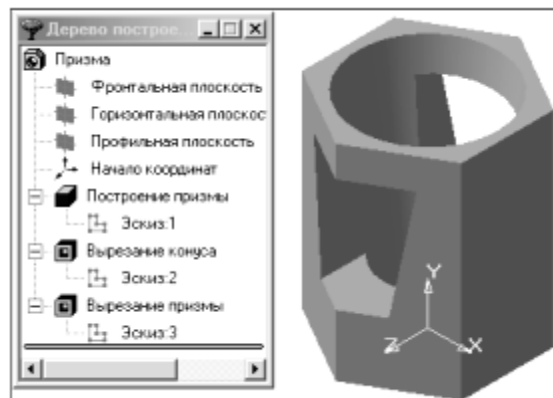 Дерево построе...
Призма
Фронтальная плоскость
Горизонтальная плоскос
Профильная плоскость
Начало координат
Построение призмы
Эскиз:1
Вырезание конуса
Эскиз:2
Вырезание призмы
Эскиз:3
Y
Z
X